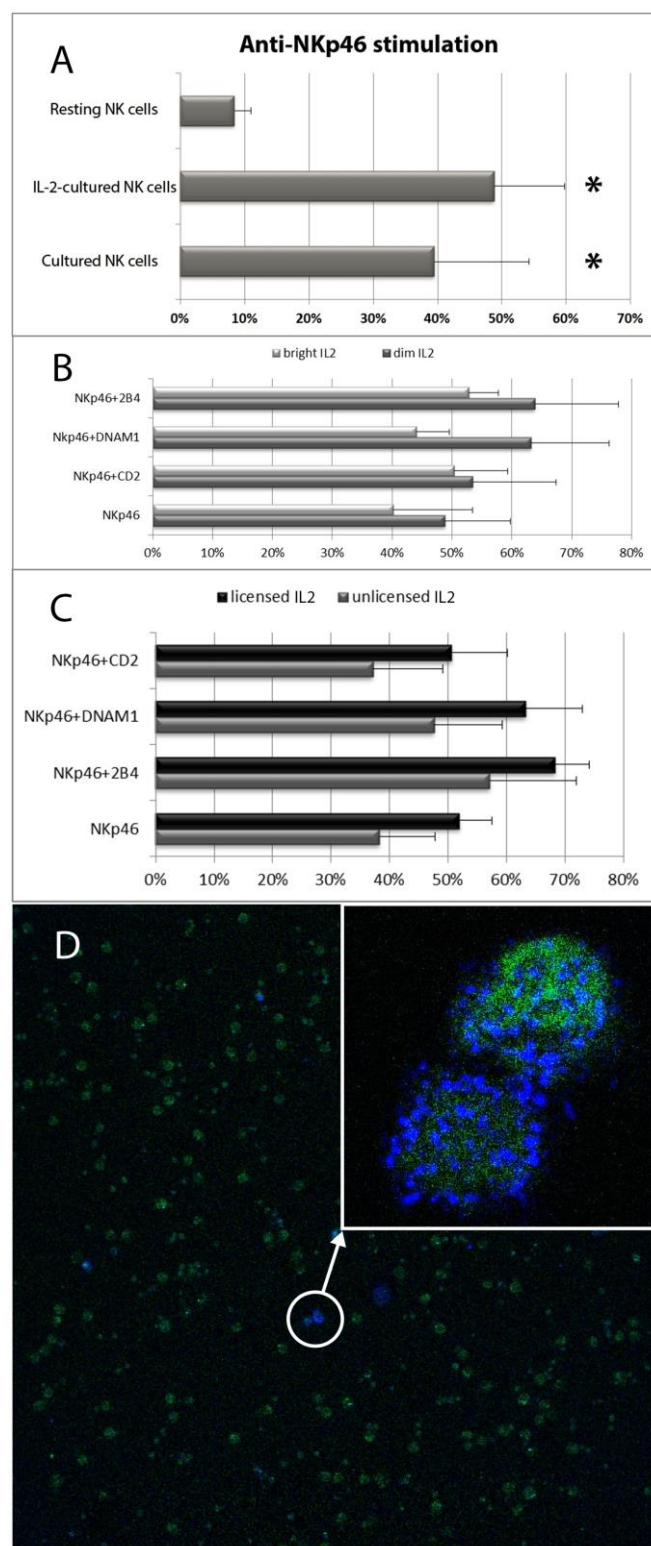 A
Anti-NKp46 stimulation
Resting NK cells
IL-2-cultured NK cells
*
Cultured NK cells
*
0% 10% 20% 30% 40% 50% 60% 70%
B
bright IL2 dim IL2
NKp46+2B4
Nkp46+DNAM1
NKp46+CD2
NKp46
0% 10% 20% 30% 40% 50% 60% 70% 80%
C
licensed IL2 unlicensed IL2
NKp46+CD2
NKp46+DNAM1
NKp46+2B4
NKp46
0% 10% 20% 30% 40% 50% 60% 70% 80%
D